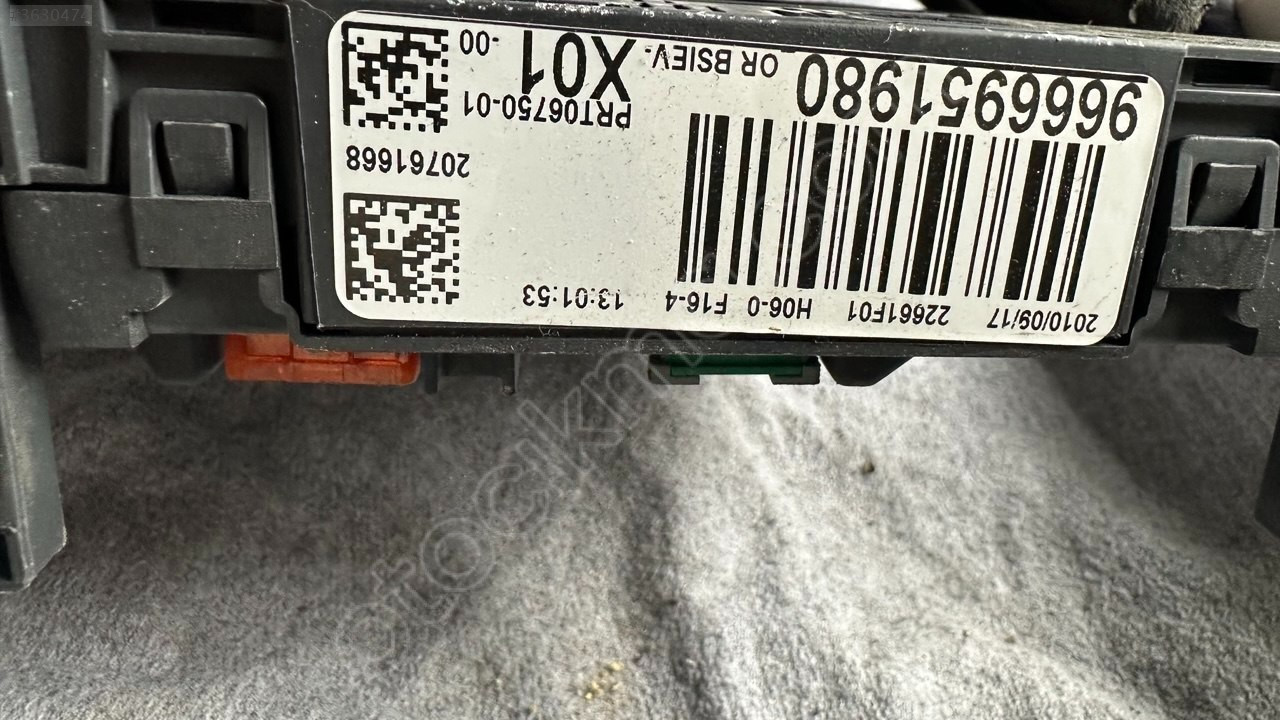 2010/09/17 22661F01 H06-0 F16-4 13:01:53
20761668
9666951980 OR BSIEV. X01 -00
PRT06750-01